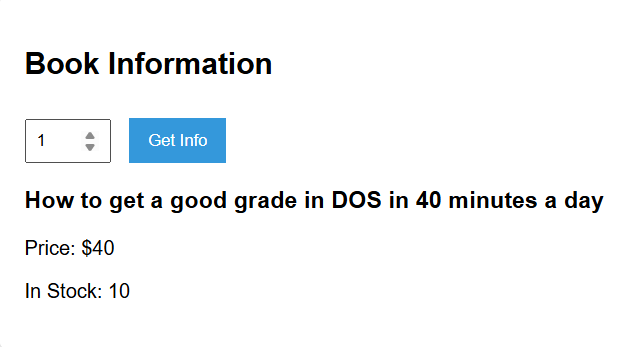 Book Information
1 Get Info
How to get a good grade in DOS in 40 minutes a day
Price: $40
In Stock: 10